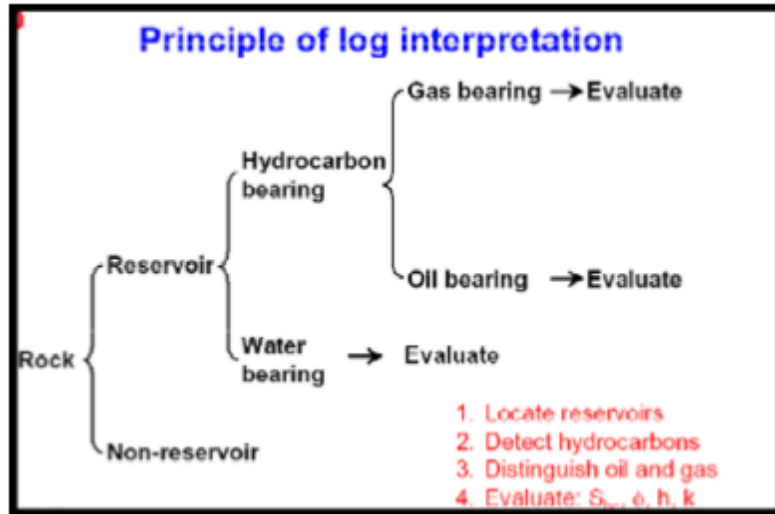 Principle of log interpretation
Gas bearing → Evaluate
Hydrocarbon
bearing
Reservoir
Oil bearing → Evaluate
Water
bearing → Evaluate
Rock
Non-reservoir
1. Locate reservoirs
2. Detect hydrocarbons
3. Distinguish oil and gas
4. Evaluate: ϕ, h, k